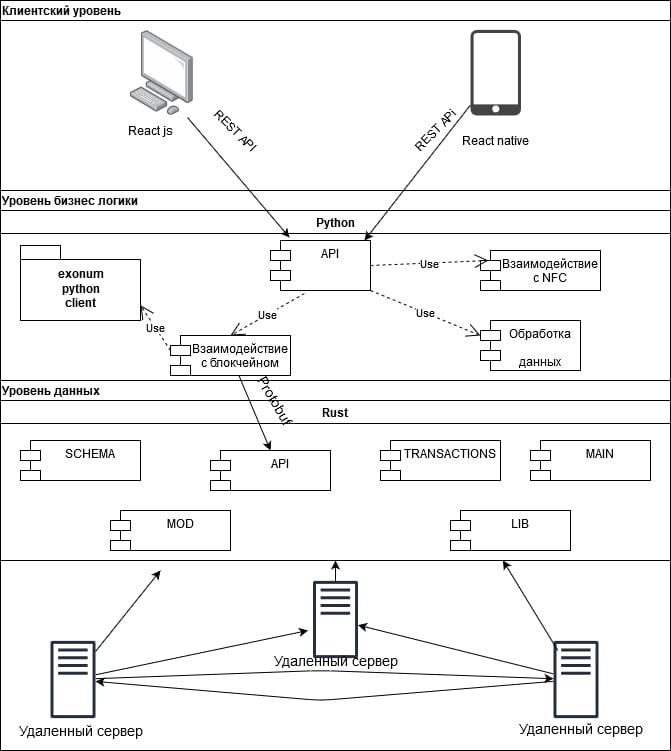 Клиентский уровень
React js
React native
REST API
REST APi
Уровень бизнес логики
Python
API
exonum
python
client
Use
Взаимодействие
с NFC
Use
Use
Use
Обработка
данных
Взаимодействие
с блокчейном
Уровень данных
Protobuf
Rust
SCHEMA
API
TRANSACTIONS
MAIN
MOD
LIB
Удаленный сервер
Удаленный сервер
Удаленный сервер